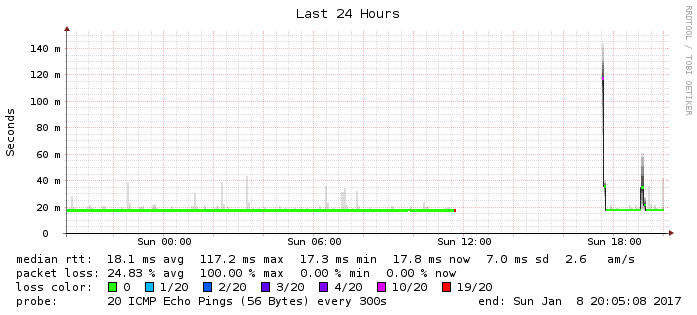 Last 24 Hours
RRDTOOL / TOBI OETIKER
Seconds
140 m
120 m
100 m
80 m
60 m
40 m
20 m
0
Sun 00:00 Sun 06:00 Sun 12:00 Sun 18:00
median rtt: 18.1 ms avg 117.2 ms max 17.3 ms min 17.8 ms now 7.0 ms sd 2.6 am/s
packet loss: 24.83 % avg 100.00 % max 0.00 % min 0.00 % now
loss color: 0 1/20 2/20 3/20 4/20 10/20 19/20
probe: 20 ICMP Echo Pings (56 Bytes) every 300s end: Sun Jan 8 20:05:08 2017